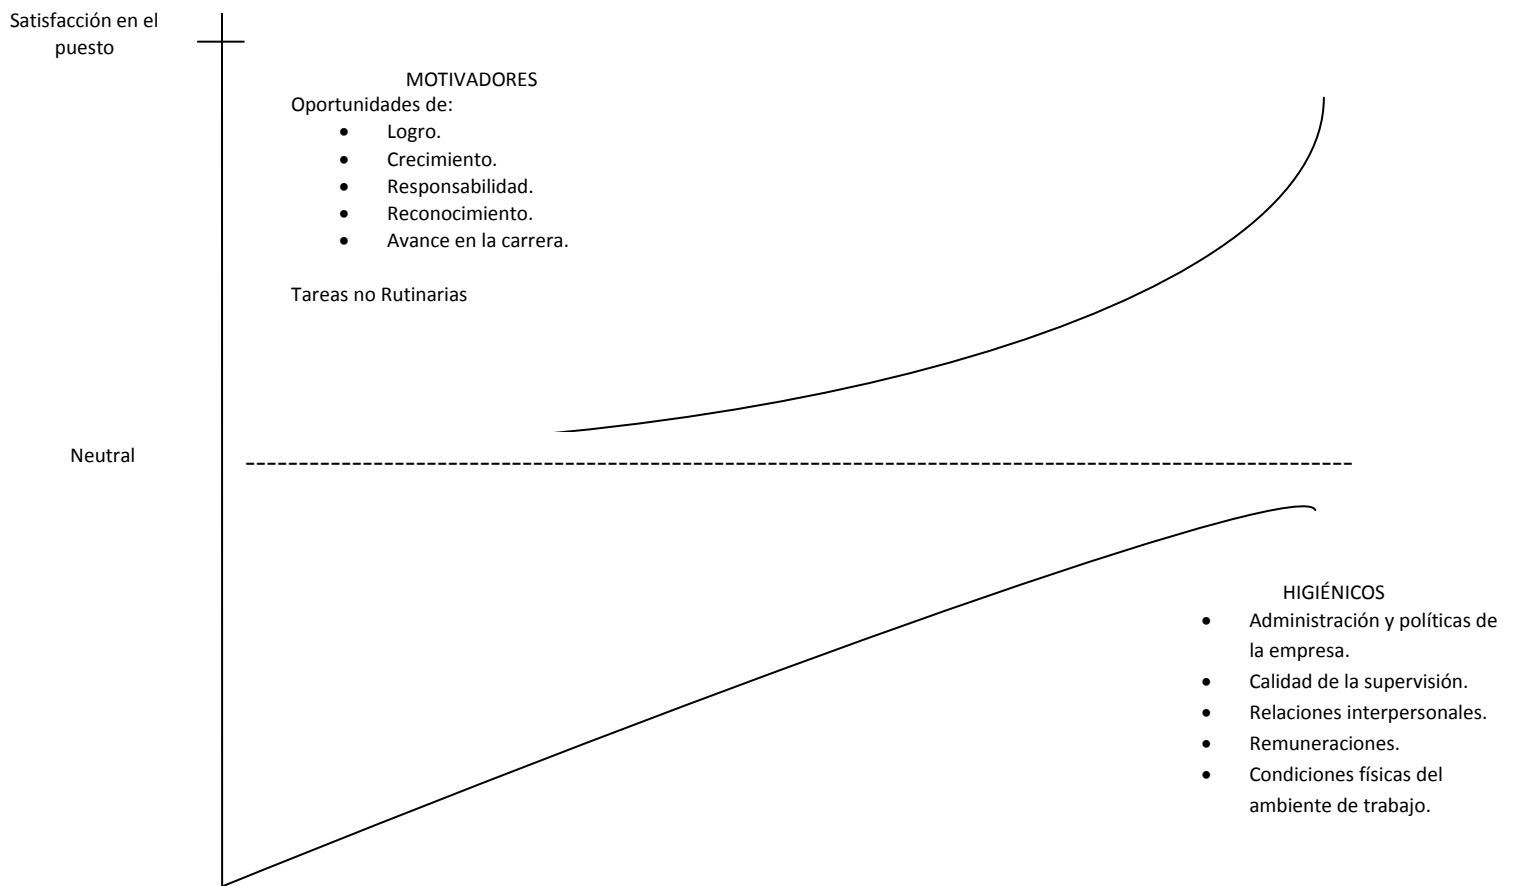 Satisfacción en el
puesto
MOTIVADORES
Oportunidades de:
• Logro.
• Crecimiento.
• Responsabilidad.
• Reconocimiento.
• Avance en la carrera.
Tareas no Rutinarias
Neutral
HIGIÉNICOS
• Administración y políticas de
la empresa.
• Calidad de la supervisión.
• Relaciones interpersonales.
• Remuneraciones.
• Condiciones físicas del
ambiente de trabajo.